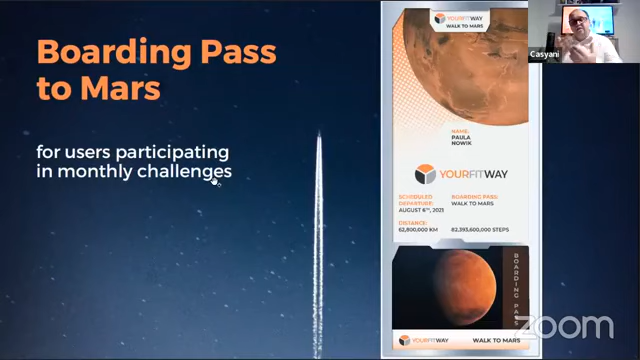 Boarding Pass
to Mars
for users participating
in monthly challenges
YOURFITWAY
WALK TO MARS
NAME:
PAULA
NOWIK
YOURFITWAY
SCHEDULED
DEPARTURE:
AUGUST 6TH, 2021
BOARDING PASS:
WALK TO MARS
DISTANCE:
62,800,000 KM
82,393,600,000 STEPS
BOARDING PASS
YOURFITWAY
WALK TO MARS
Casyani
zoom